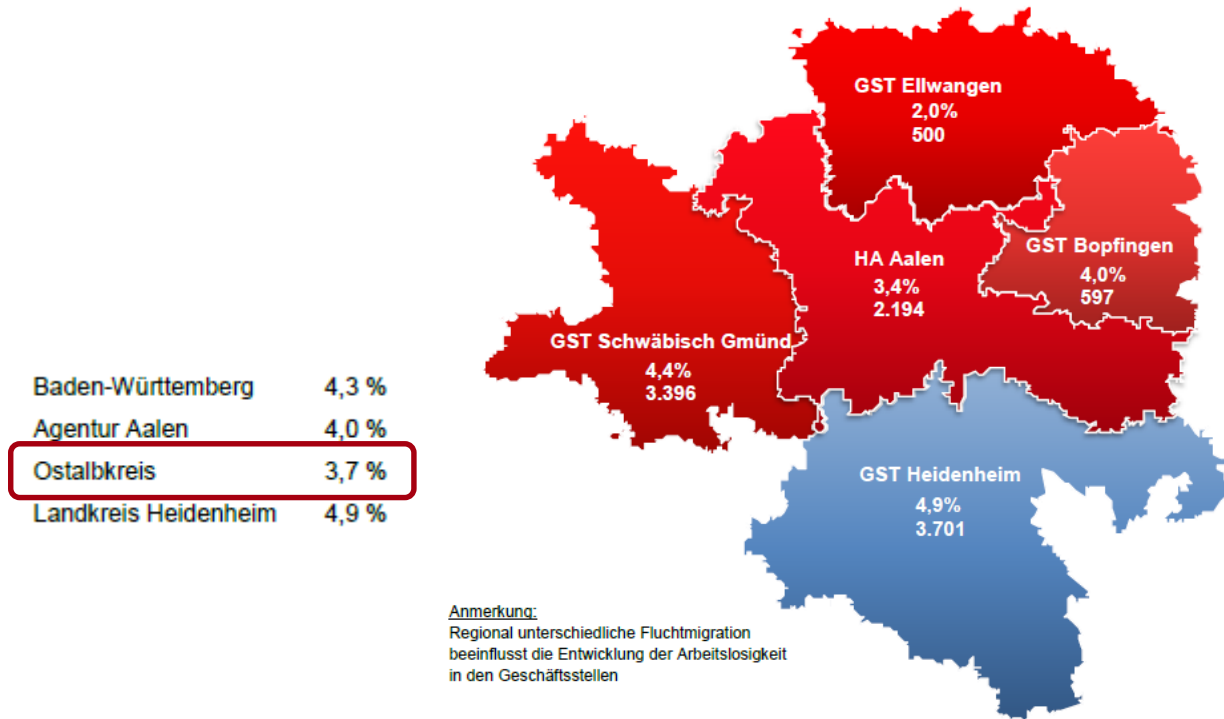 GST Ellwangen
2,0%
500
GST Bopfingen
4,0%
597
HA Aalen
3,4%
2.194
GST Schwäbisch Gmünd
4,4%
3.396
Baden-Württemberg 4,3 %
Agentur Aalen 4,0 %
Ostalbkreis 3,7 %
Landkreis Heidenheim 4,9 %
GST Heidenheim
4,9%
3.701
Anmerkung:
Regional unterschiedliche Fluchtmigration
beeinflusst die Entwicklung der Arbeitslosigkeit
in den Geschäftsstellen